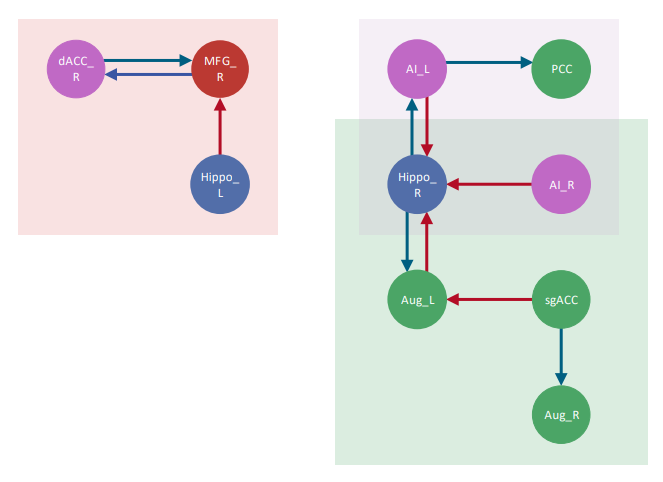 dACC_
R
MFG_
R
Hippo_
L
AI_L
PCC
Hippo_
R
AI_R
Aug_L
sgACC
Aug_R